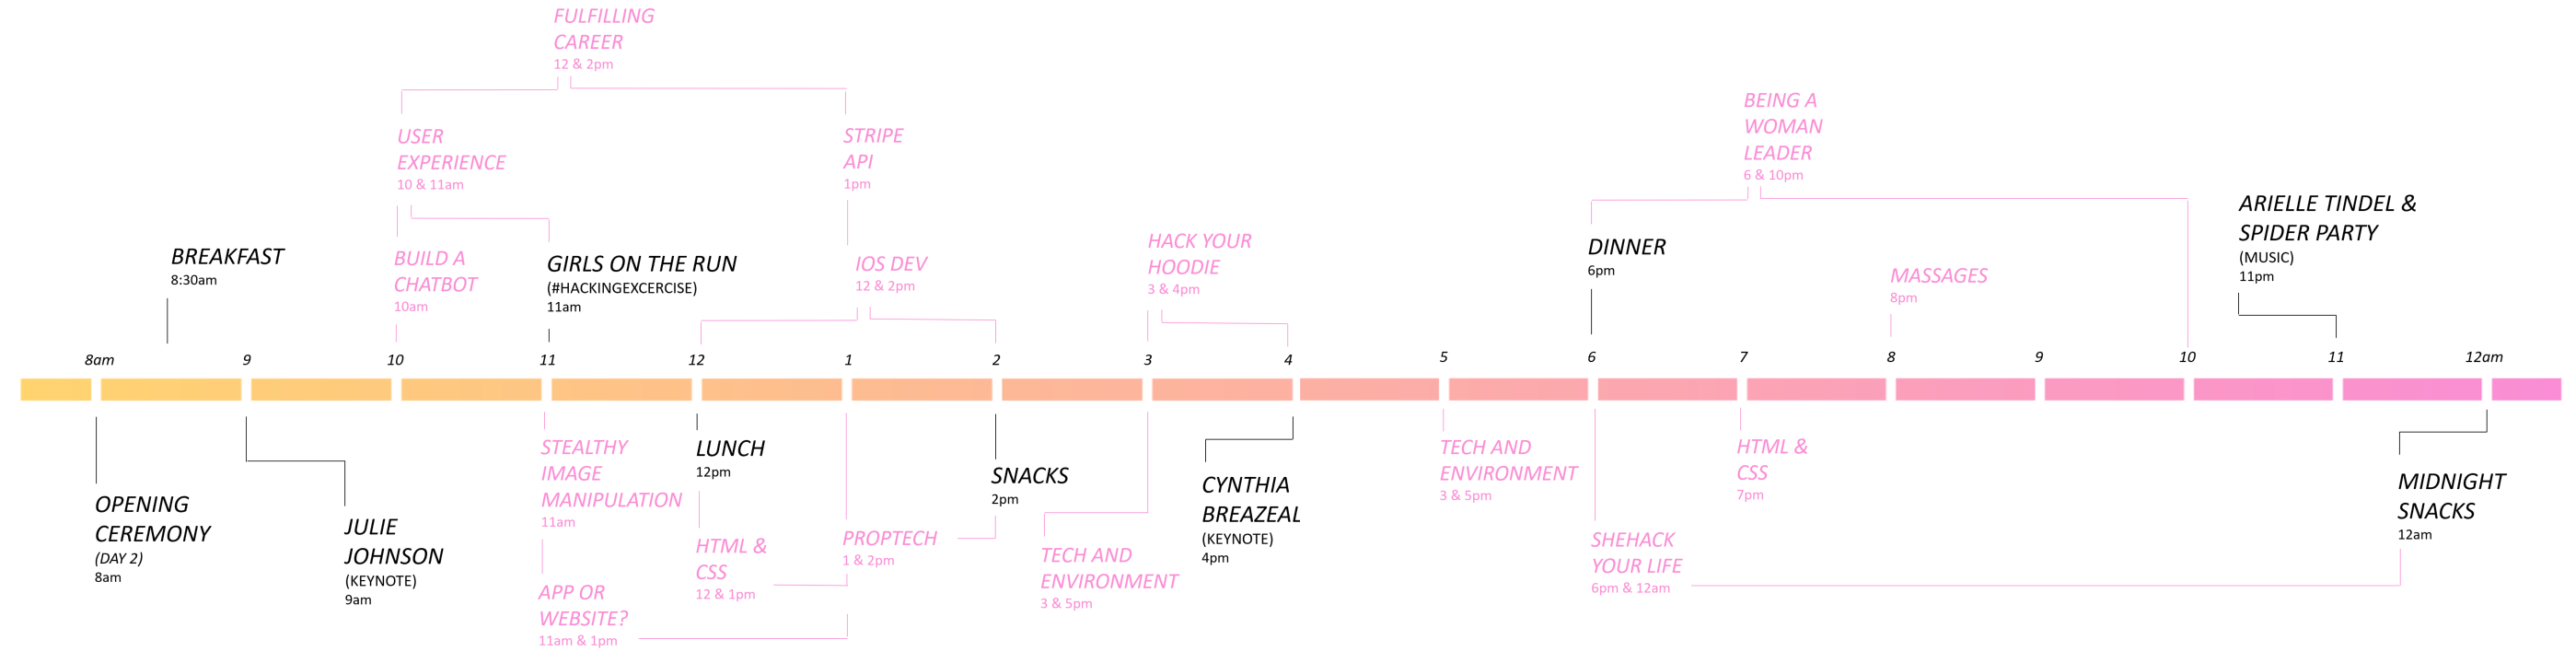 FULFILLING
CAREER
12 & 2pm
USER
EXPERIENCE
10 & 11am
STRIPE
API
1pm
BEING A
WOMAN
LEADER
6 & 10pm
BREAKFAST
8:30am
BUILD A
CHATBOT
10am
GIRLS ON THE RUN
(#HACKINGEXCERCISE)
11am
IOS DEV
12 & 2pm
HACK YOUR
HOODIE
3 & 4pm
DINNER
6pm
MASSAGES
8pm
ARIELLE TINDEL &
SPIDER PARTY
(MUSIC)
11pm
8am
9
10
11
12
1
2
3
4
5
6
7
8
9
10
11
12am
OPENING
CEREMONY
(DAY 2)
8am
JULIE
JOHNSON
(KEYNOTE)
9am
STEALTHY
IMAGE
MANIPULATION
11am
APP OR
WEBSITE?
11am & 1pm
LUNCH
12pm
HTML &
CSS
12 & 1pm
PROPTECH
1 & 2pm
SNACKS
2pm
TECH AND
ENVIRONMENT
3 & 5pm
CYNTHIA
BREAZEAL
(KEYNOTE)
4pm
TECH AND
ENVIRONMENT
3 & 5pm
SHEHACK
YOUR LIFE
6pm & 12am
HTML &
CSS
7pm
MIDNIGHT
SNACKS
12am